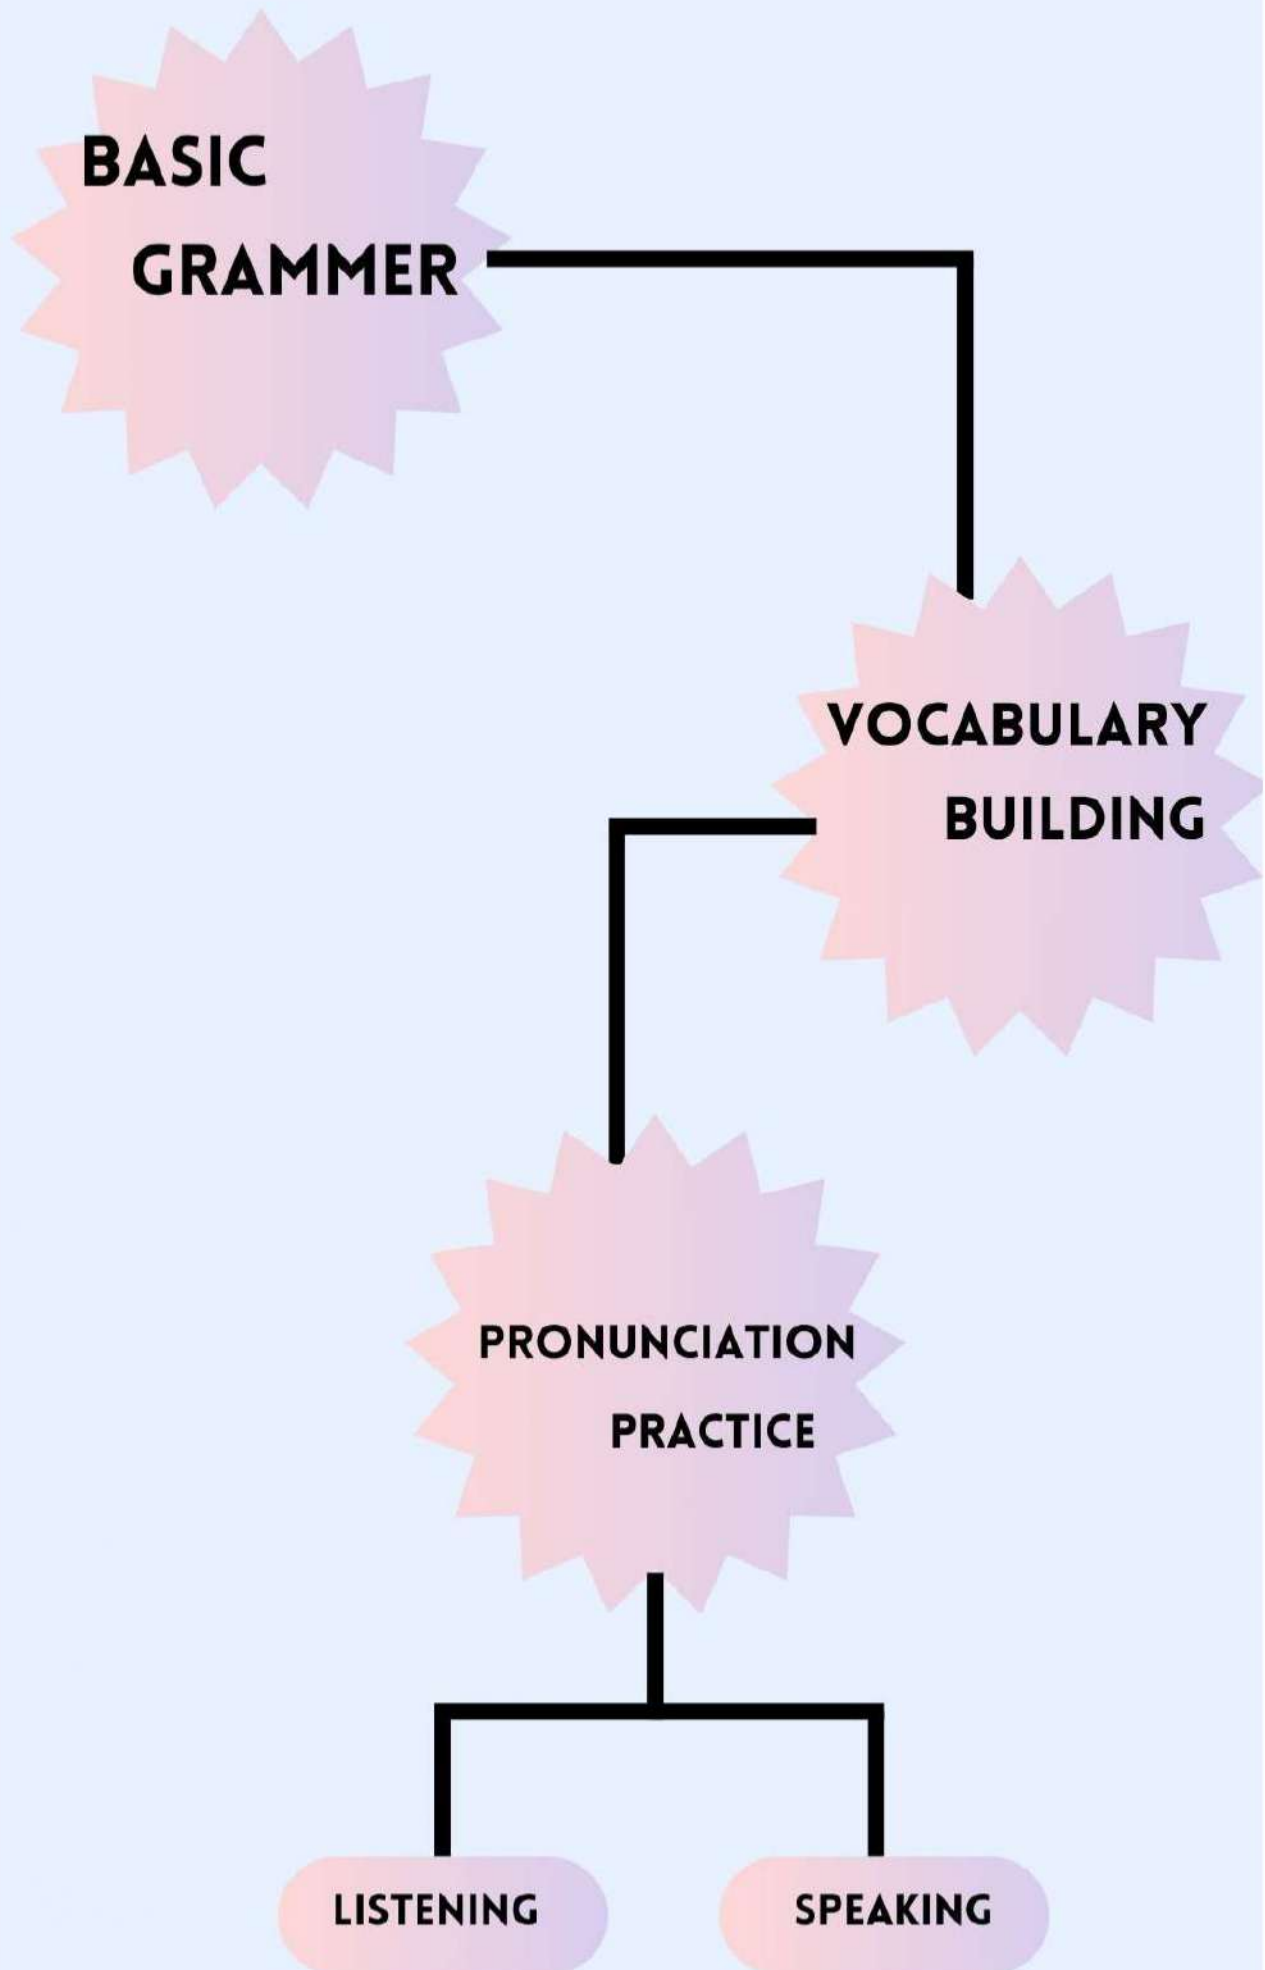 BASIC
GRAMMER
VOCABULARY
BUILDING
PRONUNCIATION
PRACTICE
LISTENING
SPEAKING